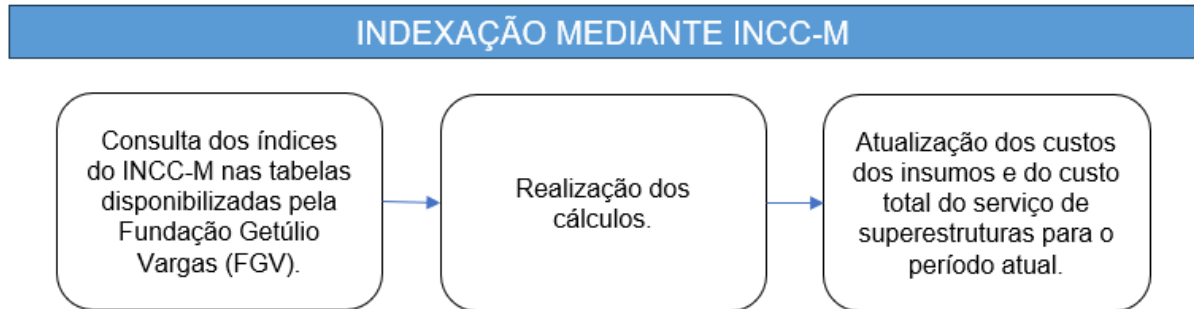 INDEXAÇÃO MEDIANTE INCC-M
Consulta dos índices
do INCC-M nas tabelas
disponibilizadas pela
Fundação Getúlio
Vargas (FGV).
Realização dos
cálculos.
Atualização dos custos
dos insumos e do custo
total do serviço de
superestruturas para o
período atual.